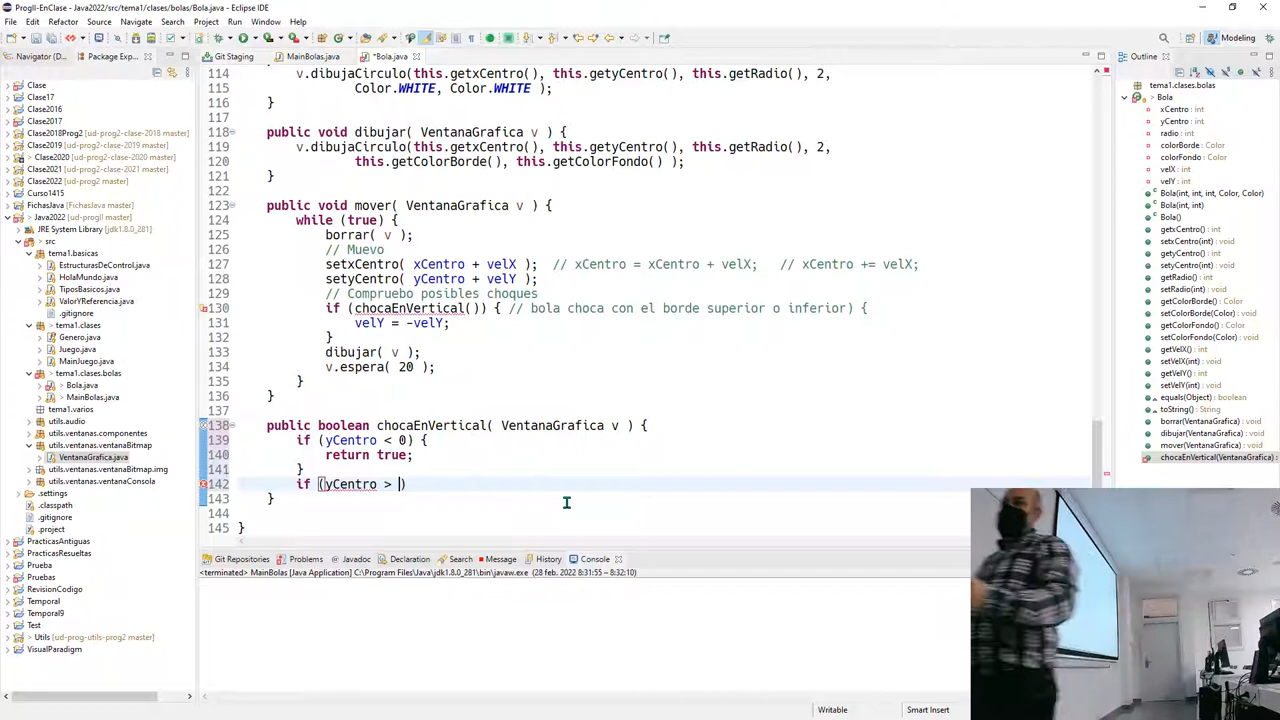 ProgII-EnClase - Java2022/src/tema1/clases/bolas/Bola.java - Eclipse IDE
File Edit Refactor Source Navigate Search Project Run Window Help
Modeling
Navigator (D...
Package Exp...
Git Staging
MainBolas.java
*Bola.java
Outline
Clase
Clase17
Clase2016
Clase2017
Clase2018Prog2 [ud-prog2-clase-2018 master]
Clase2019 [ud-prog2-clase-2019 master]
> Clase2020 [ud-prog2-clase-2020 master]
Clase2021 [ud-prog2-clase-2021 master]
Clase2022 [ud-prog2 master]
Curso1415
FichasJava [FichasJava master]
Java2022 [ud-progII master]
JRE System Library [jdk1.8.0_281]
src
tema1.basicas
EstructurasDeControl.java
HolaMundo.java
TiposBasicos.java
ValorYReferencia.java
.gitignore
tema1.clases
Genero.java
Juego.java
MainJuego.java
tema1.clases.bolas
Bola.java
MainBolas.java
tema1.varios
utils.audio
utils.ventanas.componentes
utils.ventanas.ventanaBitmap
VentanaGrafica.java
utils.ventanas.ventanaBitmap.img
utils.ventanas.ventanaConsola
.settings
.classpath
.gitignore
.project
PracticasAntiguas
PracticasResueltas
Prueba
Pruebas
RevisionCodigo
Temporal
Temporal9
Test
> Utils [ud-prog-utils-prog2 master]
VisualParadigm
114 v.dibujaCirculo(this.getxCentro(), this.getyCentro(), this.getRadio(), 2,
115 Color.WHITE, Color.WHITE );
116 }
117
118 public void dibujar( VentanaGrafica v ) {
119 v.dibujaCirculo(this.getxCentro(), this.getyCentro(), this.getRadio(), 2,
120 this.getColorBorde(), this.getColorFondo() );
121 }
122
123 public void mover( VentanaGrafica v ) {
124 while (true) {
125 borrar( v );
126 // Muevo
127 setxCentro( xCentro + velX ); // xCentro = xCentro + velX; // xCentro += velX;
128 setyCentro( yCentro + velY );
129 // Compruebo posibles choques
130 if (chocaEnVertical()) { // bola choca con el borde superior o inferior) {
131 velY = -velY;
132 }
133 dibujar( v );
134 v.espera( 20 );
135 }
136 }
137
138 public boolean chocaEnVertical( VentanaGrafica v ) {
139 if (yCentro < 0) {
140 return true;
141 }
142 if (yCentro > )
143 }
144
145 }
tema1.clases.bolas
Bola
xCentro : int
yCentro : int
radio : int
colorBorde : Color
colorFondo : Color
velX : int
velY : int
Bola(int, int, int, Color, Color)
Bola(int, int)
Bola()
getxCentro() : int
setxCentro(int) : void
getyCentro() : int
setyCentro(int) : void
getRadio() : int
setRadio(int) : void
getColorBorde() : Color
setColorBorde(Color) : void
getColorFondo() : Color
setColorFondo(Color) : void
getVelX() : int
setVelX(int) : void
getVelY() : int
setVelY(int) : void
equals(Object) : boolean
toString() : String
borrar(VentanaGrafica) : void
dibujar(VentanaGrafica) : void
mover(VentanaGrafica) : void
chocaEnVertical(VentanaGrafica) :
Git Repositories Problems Javadoc Declaration Search Message History Console
<terminated> MainBolas [Java Application] C:\Program Files\Java\jdk1.8.0_281\bin\javaw.exe (28 feb. 2022 8:31:55 – 8:32:10)
Writable
Smart Insert